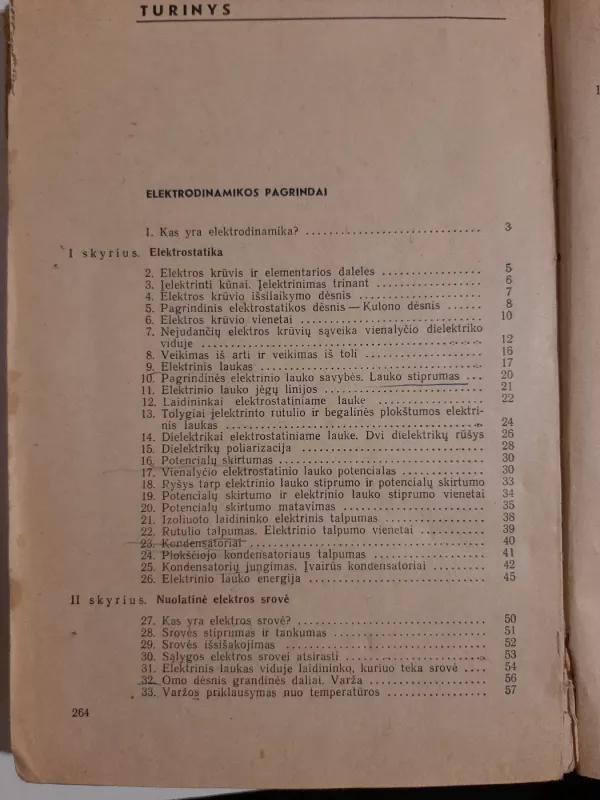 TURINYS
ELEKTRODINAMIKOS PAGRINDAI
1. Kas yra elektrodinamika? ............................. 3
I skyrius. Elektrostatika
2. Elektros krūvis ir elementarios dalelės ................ 5
3. Įelektrinti kūnai. Įelektrinimas trinant ................ 6
4. Elektros krūvio išsilaikymo dėsnis .................... 7
5. Pagrindinis elektrostatikos dėsnis — Kulono dėsnis ...... 8
6. Elektros krūvio vienetai ............................. 10
7. Nejudančių elektros krūvių sąveika vienalyčio dielektriko
viduje ............................................. 12
8. Veikimas iš arti ir veikimas iš toli ................... 16
9. Elektrinis laukas .................................... 17
10. Pagrindinės elektrinio lauko savybės. Lauko stiprumas ... 20
11. Elektrinio lauko jėgų linijos ........................ 21
12. Laidininkai elektrostatiniame lauke .................. 22
13. Tolygiai įelektrinto rutulio ir begalinės plokštumos elektri-
nis laukas ......................................... 24
14. Dielektrikai elektrostatiniame lauke. Dvi dielektrikų rūšys 26
15. Dielektrikų poliarizacija ............................ 28
16. Potencialų skirtumas ................................ 30
17. Vienalyčio elektrostatinio lauko potencialas ............ 30
18. Ryšys tarp elektrinio lauko stiprumo ir potencialų skirtumo 33
19. Potencialų skirtumo ir elektrinio lauko stiprumo vienetai 34
20. Potencialų skirtumo matavimas ...................... 35
21. Izoliuoto laidininko elektrinis talpumas ................ 38
22. Rutulio talpumas. Elektrinio talpumo vienetai .......... 39
23. Kondensatoriai ..................................... 40
24. Plokščiojo kondensatoriaus talpumas ................. 41
25. Kondensatorių jungimas. Įvairūs kondensatoriai ........ 42
26. Elektrinio lauko energija ............................ 45
II skyrius. Nuolatinė elektros srovė
27. Kas yra elektros srovė? ............................. 50
28. Srovės stiprumas ir tankumas ........................ 51
29. Srovės išsišakojimas ................................ 52
30. Sąlygos elektros srovei atsirasti ...................... 53
31. Elektrinis laukas viduje laidininko, kuriuo teka srovė .... 54
32. Omo dėsnis grandinės daliai. Varža .................. 56
33. Varžos priklausymas nuo temperatūros ................ 57
264